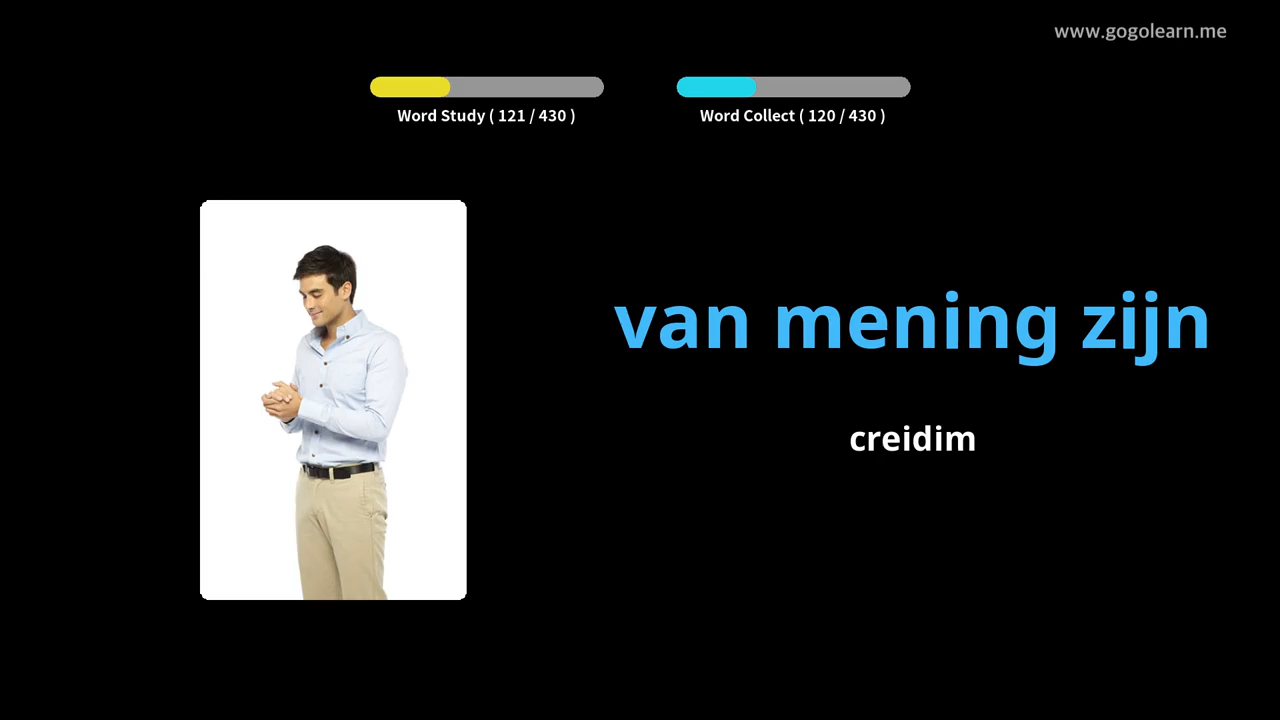 www.gogolearn.me
Word Study ( 121 / 430 )
Word Collect ( 120 / 430 )
van mening zijn
creidim